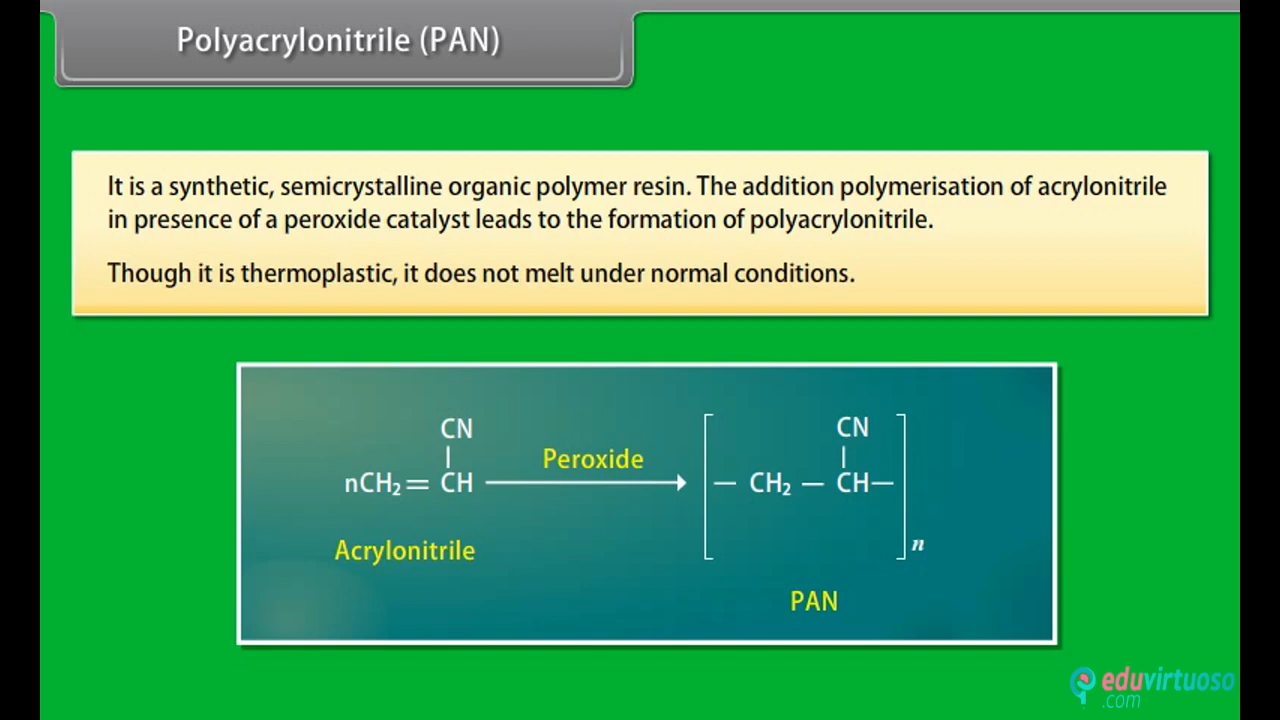 Polyacrylonitrile (PAN)
It is a synthetic, semicrystalline organic polymer resin. The addition polymerisation of acrylonitrile
in presence of a peroxide catalyst leads to the formation of polyacrylonitrile.
Though it is thermoplastic, it does not melt under normal conditions.
CN
|
nCH₂ = CH
Peroxide
Acrylonitrile
CN
|
— CH₂ — CH —
n
PAN
eduvirtuoso
.com